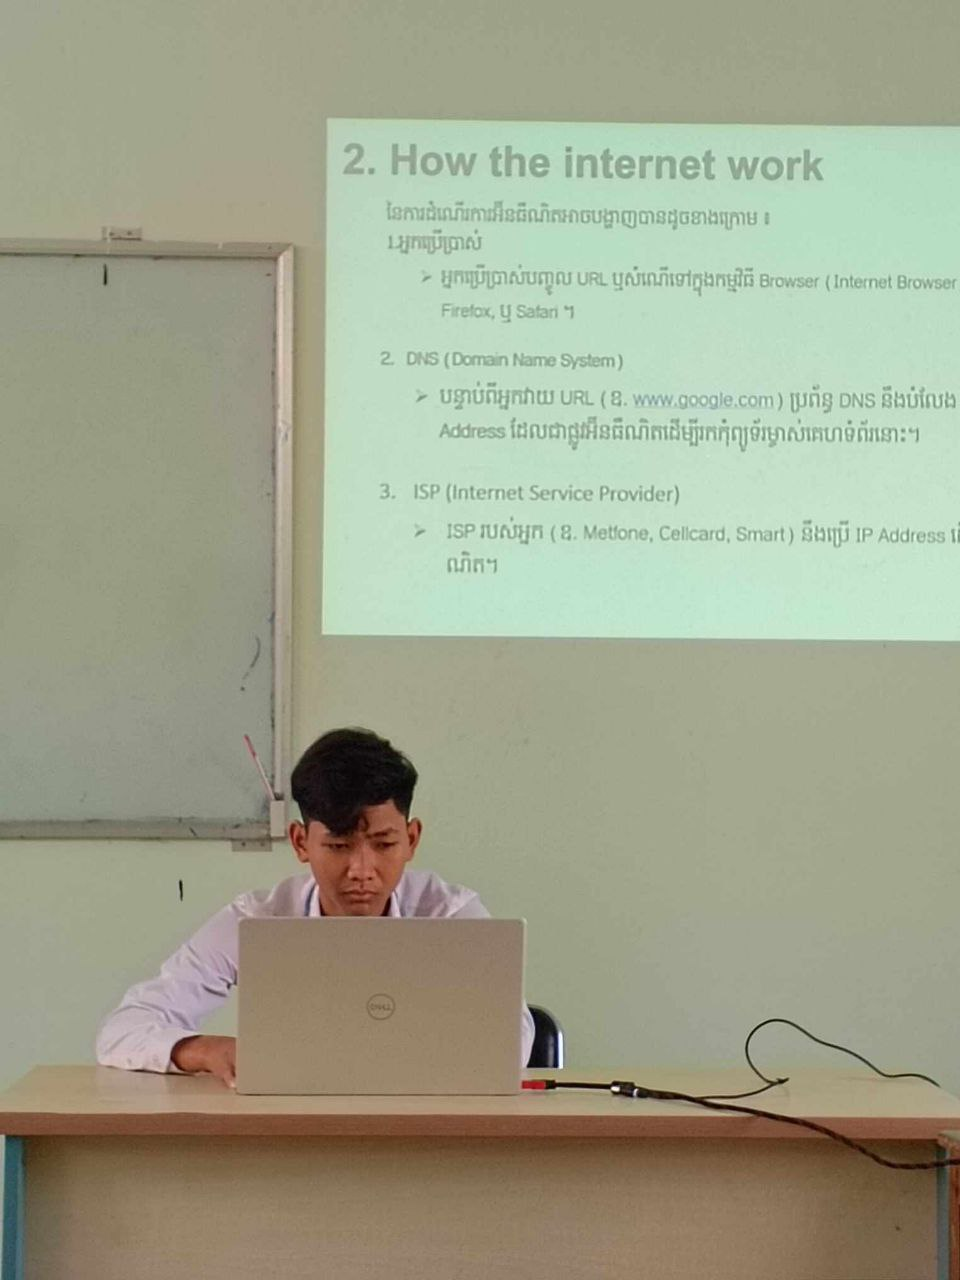 2. How the internet work
នៃការដំណើរការអ៊ីនធឺណិតអាចបង្ហាញបានដូចខាងក្រោម ៖
1.អ្នកប្រើប្រាស់
➢ អ្នកប្រើប្រាស់បញ្ចូល URL ឬសំណើទៅក្នុងកម្មវិធី Browser ( Internet Browser
Firefox, ឬ Safari ។
2. DNS ( Domain Name System )
➢ បន្ទាប់ពីអ្នកវាយ URL ( ឧ. www.google.com ) ប្រព័ន្ធ DNS នឹងបំលែង
Address ដែលជាផ្លូវអ៊ីនធឺណិតដើម្បីរកកុំព្យូទ័រម្ចាស់គេហទំព័រនោះ។
3. ISP (Internet Service Provider)
➢ ISP របស់អ្នក ( ឧ. Metfone, Cellcard, Smart ) នឹងប្រើ IP Address
ណិត។
DELL